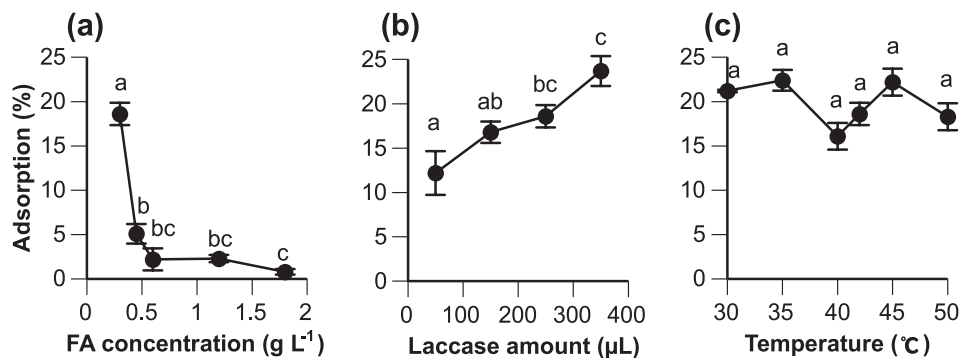 (a)
Adsorption (%)
25
20
15
10
5
0
a
b
bc
bc
c
0 0.5 1 1.5 2
FA concentration (g L⁻¹)
(b)
25
20
15
10
5
0
a
ab
bc
c
0 100 200 300 400
Laccase amount (µL)
(c)
25
20
15
10
5
0
a
a
a
a
a
a
30 35 40 45 50
Temperature (℃)